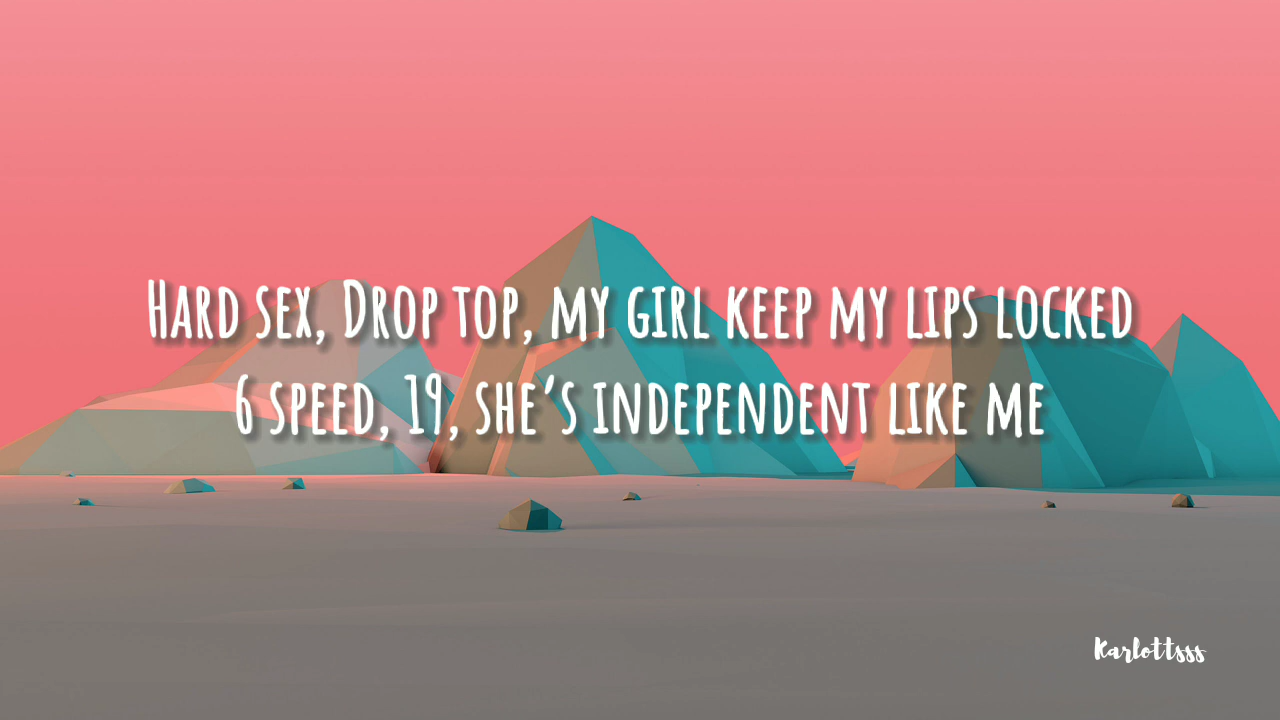 Hard sex, Drop top, my girl keep my lips locked
6 speed, 19, she's independent like me
Karlottsss